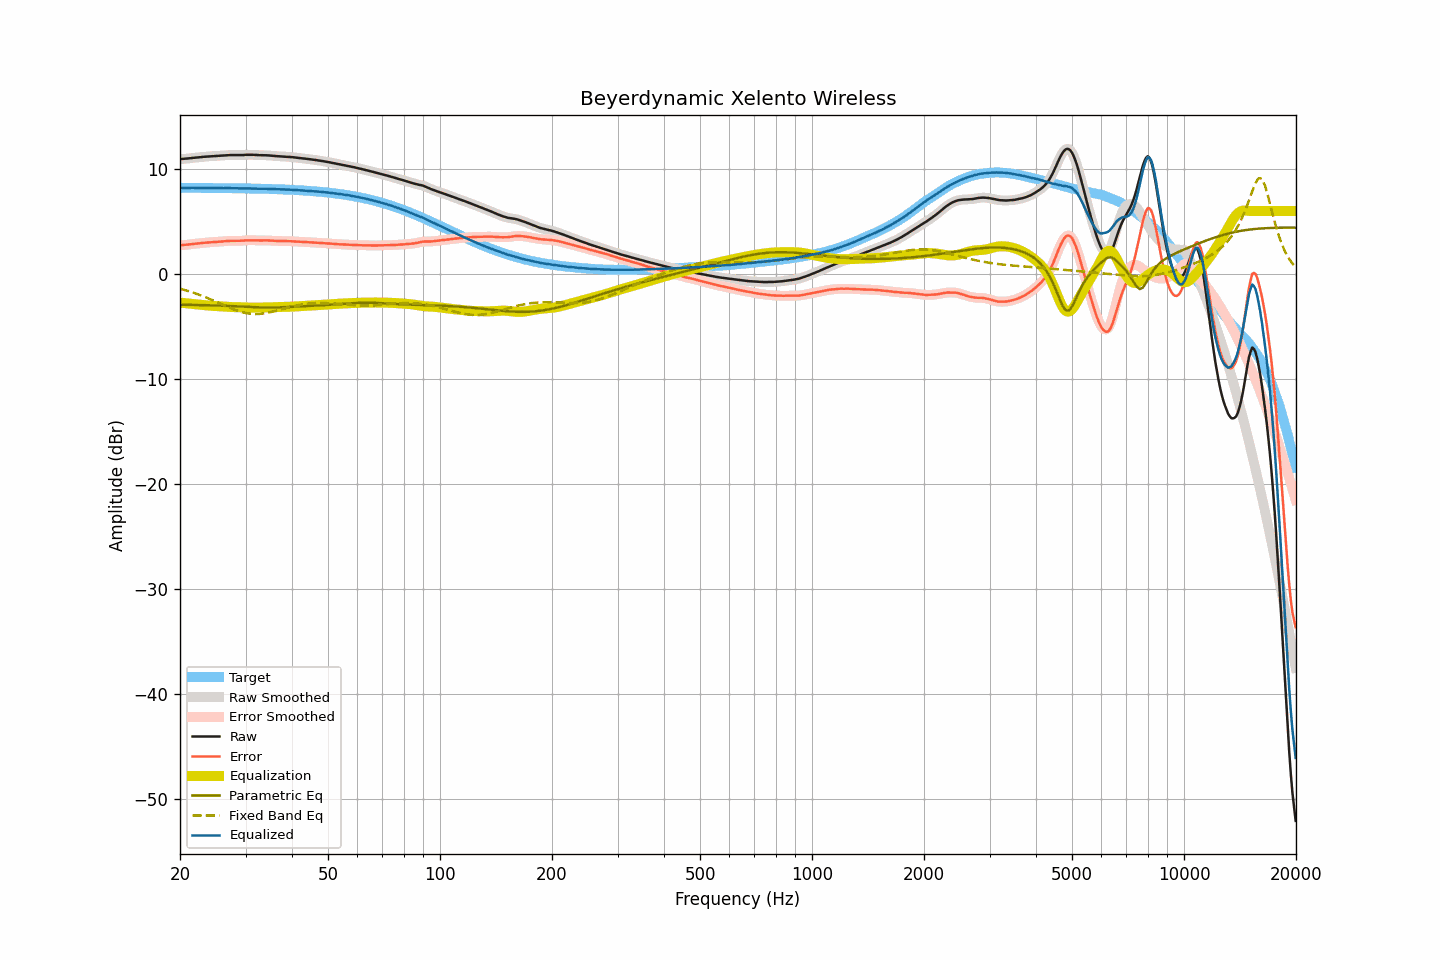 Beyerdynamic Xelento Wireless
Amplitude (dBr)
10
0
−10
−20
−30
−40
−50
Target
Raw Smoothed
Error Smoothed
Raw
Error
Equalization
Parametric Eq
Fixed Band Eq
Equalized
20 50 100 200 500 1000 2000 5000 10000 20000
Frequency (Hz)